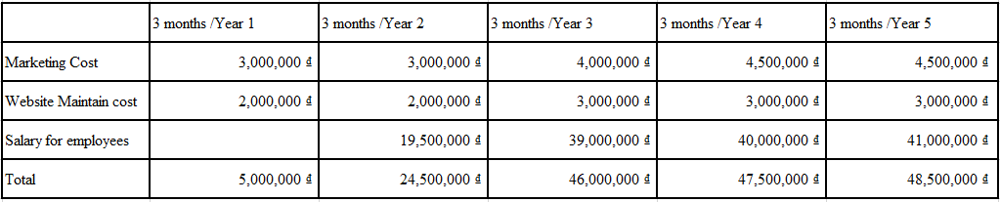 3 months /Year 1 3 months /Year 2 3 months /Year 3 3 months /Year 4 3 months /Year 5
Marketing Cost 3,000,000 ₫ 3,000,000 ₫ 4,000,000 ₫ 4,500,000 ₫ 4,500,000 ₫
Website Maintain cost 2,000,000 ₫ 2,000,000 ₫ 3,000,000 ₫ 3,000,000 ₫ 3,000,000 ₫
Salary for employees 19,500,000 ₫ 39,000,000 ₫ 40,000,000 ₫ 41,000,000 ₫
Total 5,000,000 ₫ 24,500,000 ₫ 46,000,000 ₫ 47,500,000 ₫ 48,500,000 ₫